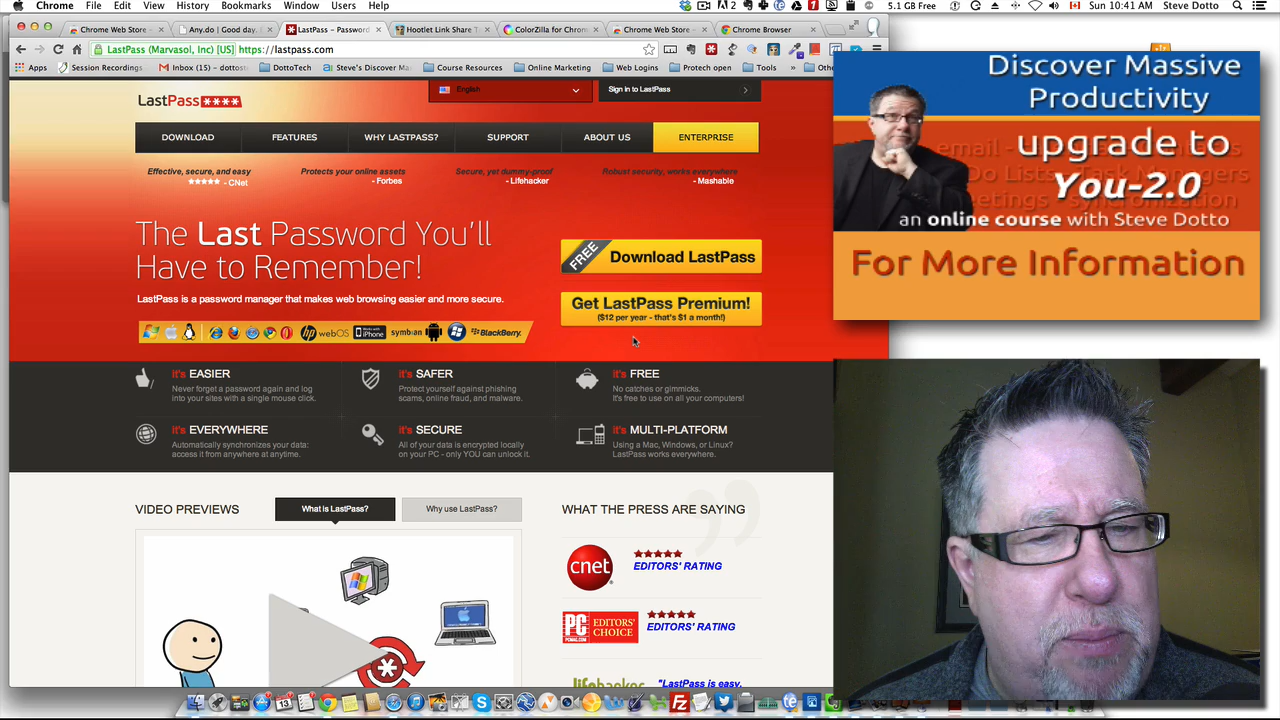 Chrome File Edit View History Bookmarks Window Users Help
5.1 GB Free
Sun 10:41 AM Steve Dotto
Chrome Web Store -
Any.do | Good day.
LastPass – Password
Hootlet Link Share T
ColorZilla for Chrom
Chrome Web Store –
Chrome Browser
LastPass (Marvasol, Inc) [US] https://lastpass.com
Apps
Session Recordings
Inbox (15) – dottos
DottoTech
Steve's Discover Ma
Course Resources
Online Marketing
Web Logins
Protech open
Tools
LastPass ****
English
Sign in to LastPass
DOWNLOAD FEATURES WHY LASTPASS? SUPPORT ABOUT US ENTERPRISE
Effective, secure, and easy
- CNet
Protects your online assets
- Forbes
Secure, yet dummy-proof
- Lifehacker
Robust security, works everywhere
- Mashable
The Last Password You'll
Have to Remember!
LastPass is a password manager that makes web browsing easier and more secure.
FREE Download LastPass
Get LastPass Premium!
($12 per year - that's $1 a month!)
hp webOS
iPhone
symbian
BlackBerry.
it's EASIER
Never forget a password again and log
into your sites with a single mouse click.
it's SAFER
Protect yourself against phishing
scams, online fraud, and malware.
it's FREE
No catches or gimmicks.
It's free to use on all your computers!
it's EVERYWHERE
Automatically synchronizes your data:
access it from anywhere at anytime.
it's SECURE
All of your data is encrypted locally
on your PC - only YOU can unlock it.
it's MULTI-PLATFORM
Using a Mac, Windows, or Linux?
LastPass works everywhere.
VIDEO PREVIEWS
What is LastPass?
Why use LastPass?
WHAT THE PRESS ARE SAYING
cnet
EDITORS' RATING
PC
EDITORS'
CHOICE
EDITORS' RATING
"LastPass is easy,
Discover Massive
Productivity
upgrade to
You-2.0
an online course with Steve Dotto
For More Information